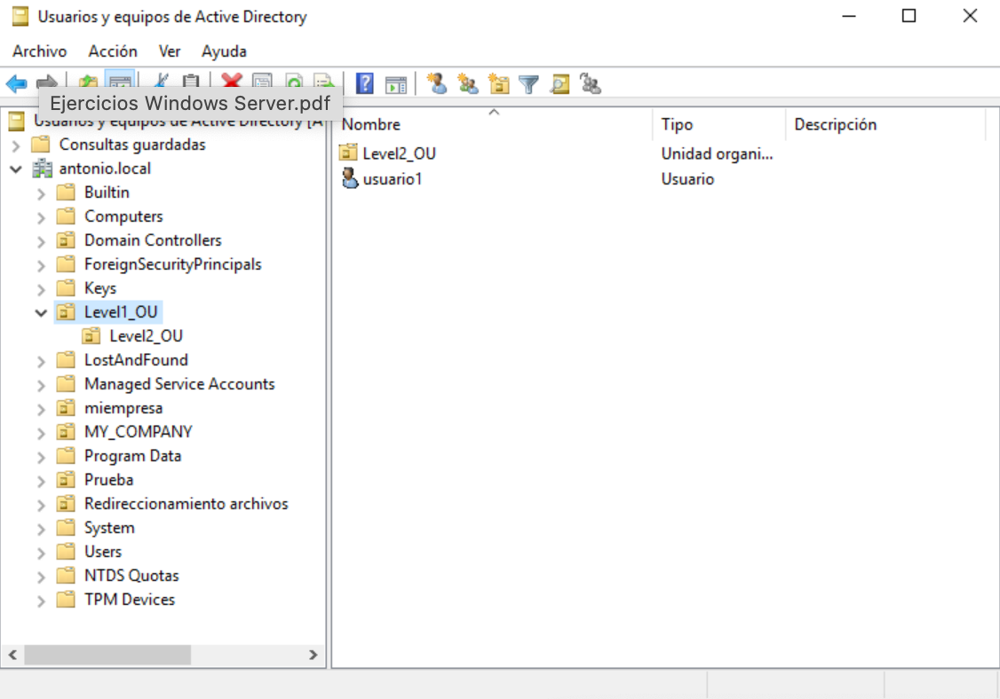 Usuarios y equipos de Active Directory
Archivo Acción Ver Ayuda
Ejercicios Windows Server.pdf
Usuarios y equipos de Active Directory [A
Nombre Tipo Descripción
Consultas guardadas
antonio.local
Builtin
Computers
Domain Controllers
ForeignSecurityPrincipals
Keys
Level1_OU
Level2_OU
LostAndFound
Managed Service Accounts
miempresa
MY_COMPANY
Program Data
Prueba
Redireccionamiento archivos
System
Users
NTDS Quotas
TPM Devices
Level2_OU Unidad organi...
usuario1 Usuario